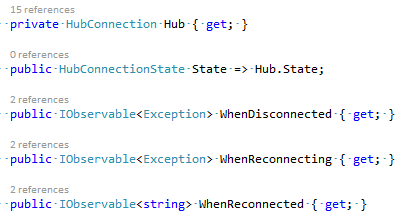 15 references
private HubConnection Hub { get; }
0 references
public HubConnectionState State => Hub.State;
2 references
public IObservable<Exception> WhenDisconnected { get; }
2 references
public IObservable<Exception> WhenReconnecting { get; }
2 references
public IObservable<string> WhenReconnected { get; }